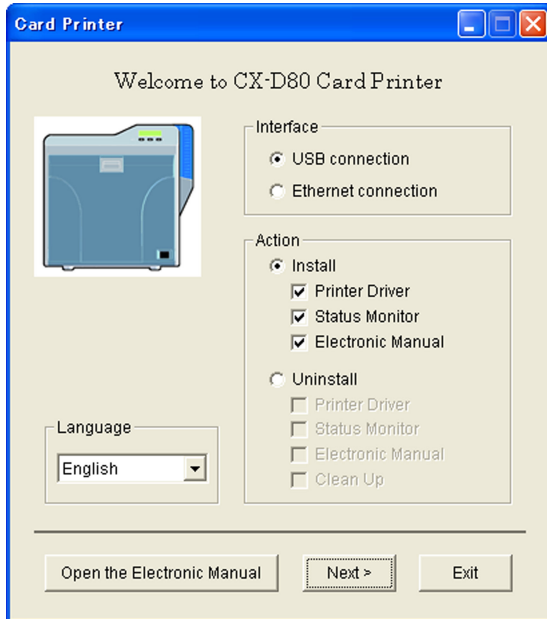 Card Printer
Welcome to CX-D80 Card Printer
Interface
USB connection
Ethernet connection
Action
Install
Printer Driver
Status Monitor
Electronic Manual
Uninstall
Printer Driver
Status Monitor
Electronic Manual
Clean Up
Language
English
Open the Electronic Manual
Next >
Exit